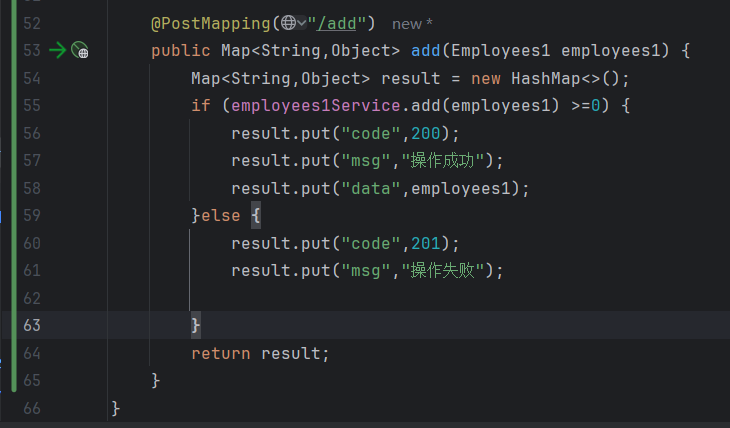 52 @PostMapping("/add") new *
53 public Map<String,Object> add(Employees1 employees1) {
54 Map<String,Object> result = new HashMap<>();
55 if (employees1Service.add(employees1) >=0) {
56 result.put("code",200);
57 result.put("msg","操作成功");
58 result.put("data",employees1);
59 }else {
60 result.put("code",201);
61 result.put("msg","操作失败");
62
63 }
64 return result;
65 }
66 }